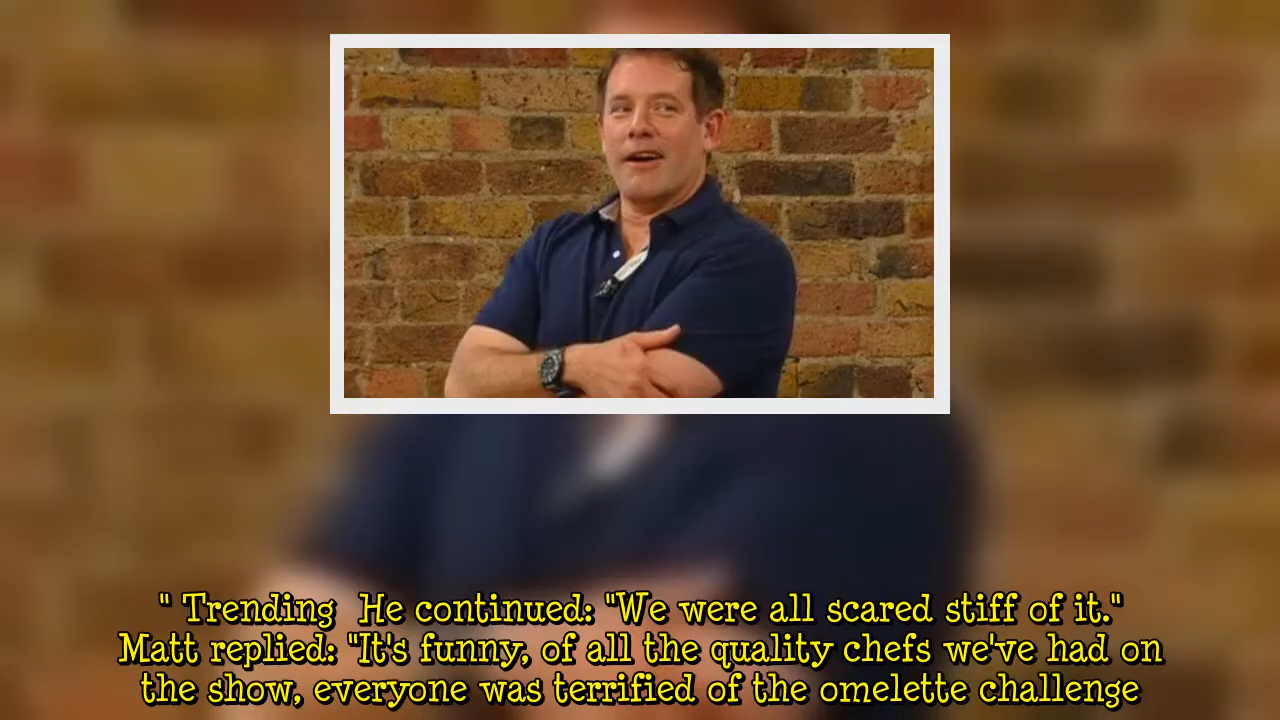 " Trending He continued: "We were all scared stiff of it."
Matt replied: "It's funny, of all the quality chefs we've had on
the show, everyone was terrified of the omelette challenge